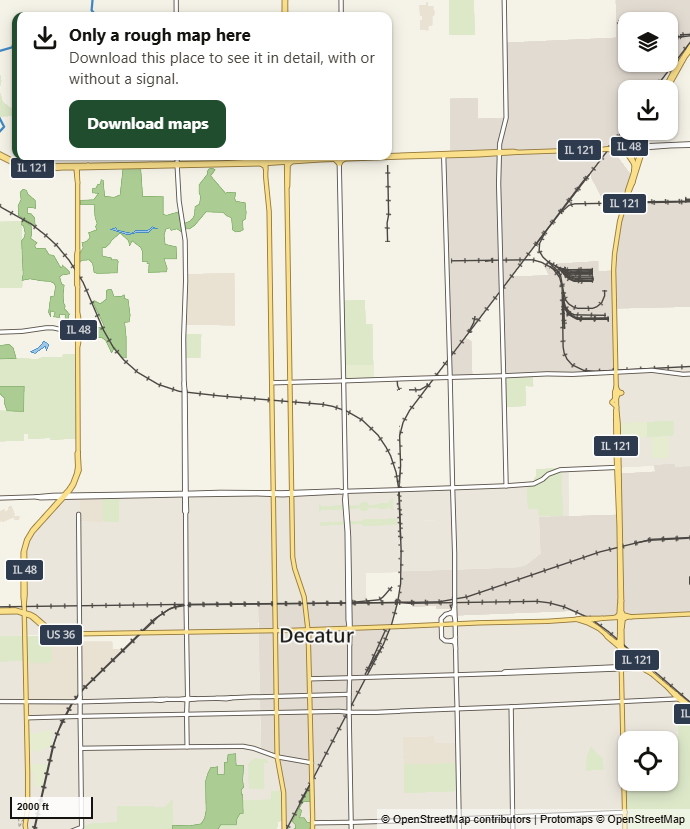 Only a rough map here
Download this place to see it in detail, with or
without a signal.
Download maps
IL 121
IL 121
IL 48
IL 121
IL 48
IL 121
IL 48
US 36
Decatur
IL 121
IL
2000 ft
© OpenStreetMap contributors | Protomaps © OpenStreetMap